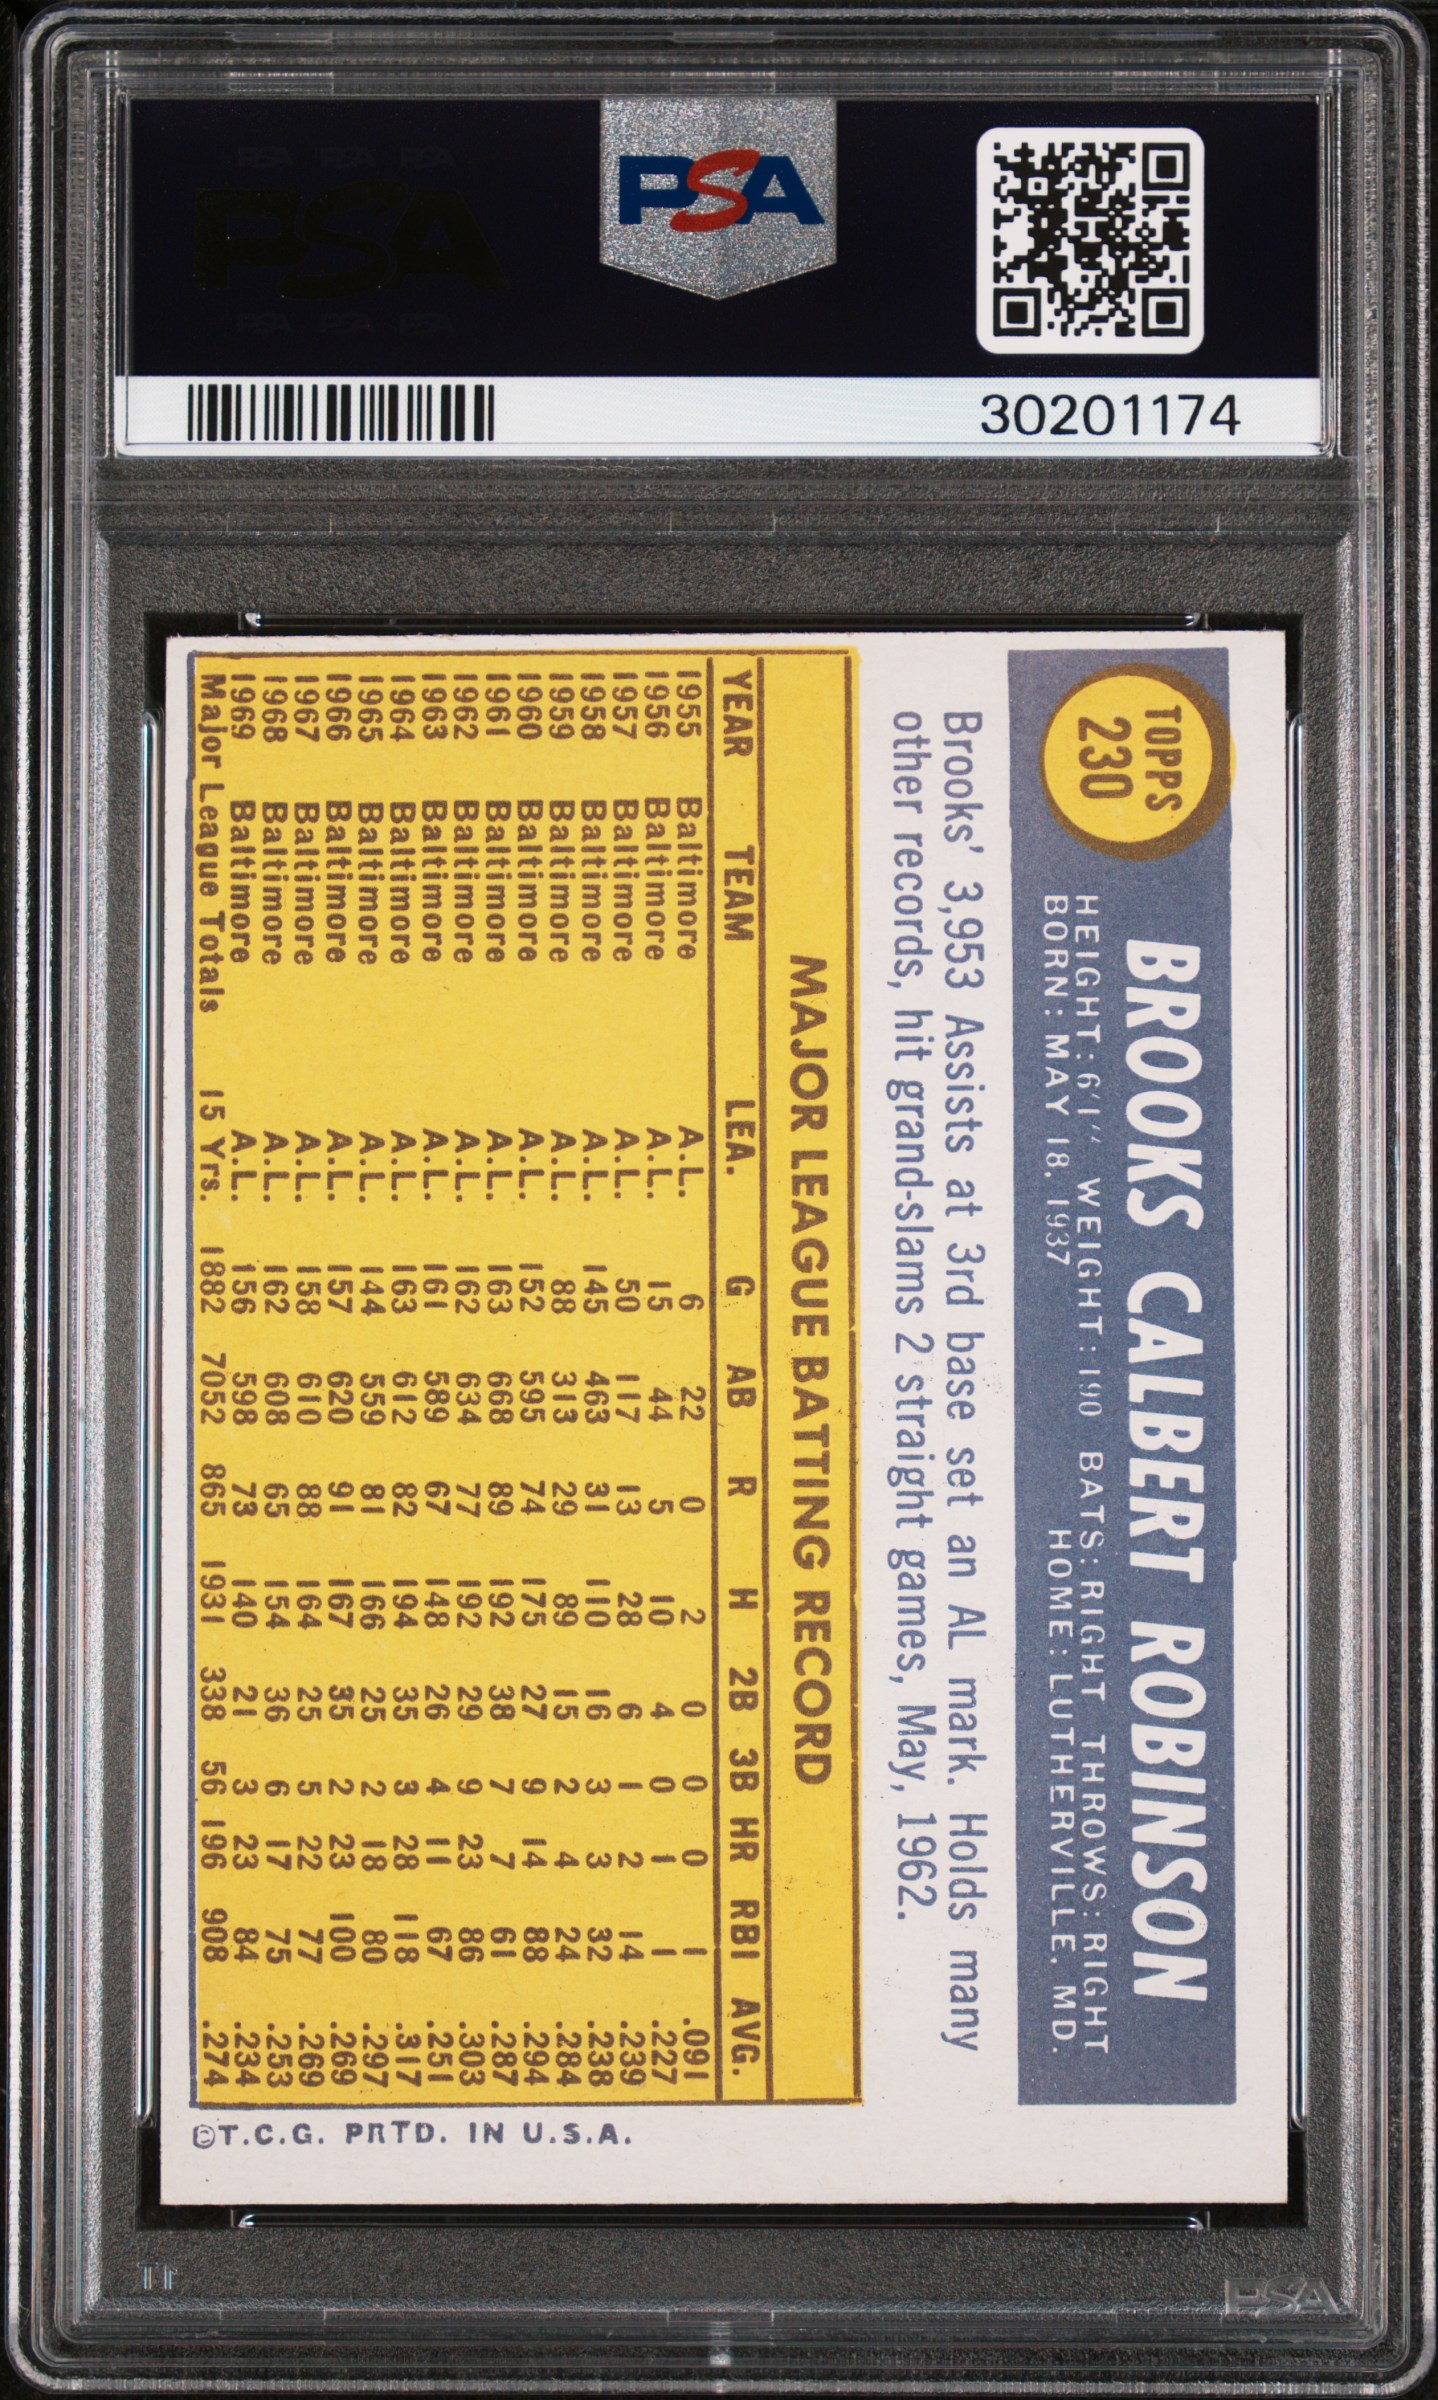 PSA PSA PSA
PSA
PSA PSA PSA
PSA
30201174
TOPPS
230
BROOKS CALBERT ROBINSON
HEIGHT: 6'1" WEIGHT: 190 BATS: RIGHT THROWS: RIGHT
BORN: MAY 18, 1937 HOME: LUTHERVILLE, MD.
Brooks' 3,953 Assists at 3rd base set an AL mark. Holds many
other records, hit grand-slams 2 straight games, May, 1962.
MAJOR LEAGUE BATTING RECORD
YEAR TEAM LEA. G AB R H 2B 3B HR RBI AVG.
1955 Baltimore A.L. 6 22 0 2 0 0 0 1 .091
1956 Baltimore A.L. 15 44 5 10 4 0 1 1 .227
1957 Baltimore A.L. 50 117 13 28 6 1 2 14 .239
1958 Baltimore A.L. 145 463 31 110 16 3 3 32 .238
1959 Baltimore A.L. 88 313 29 89 15 2 4 24 .284
1960 Baltimore A.L. 152 595 74 175 27 9 14 88 .294
1961 Baltimore A.L. 163 668 89 192 38 7 7 61 .287
1962 Baltimore A.L. 162 634 77 192 29 9 23 86 .303
1963 Baltimore A.L. 161 589 67 148 26 4 11 67 .251
1964 Baltimore A.L. 163 612 82 194 35 3 28 118 .317
1965 Baltimore A.L. 144 559 81 166 25 2 18 80 .297
1966 Baltimore A.L. 157 620 91 167 35 2 23 100 .269
1967 Baltimore A.L. 158 610 88 164 25 5 22 77 .269
1968 Baltimore A.L. 162 608 65 154 36 6 17 75 .253
1969 Baltimore A.L. 156 598 73 140 21 3 23 84 .234
Major League Totals 15 Yrs. 1882 7052 865 1931 338 56 196 908 .274
©T.C.G. PRTD. IN U.S.A.
PSA